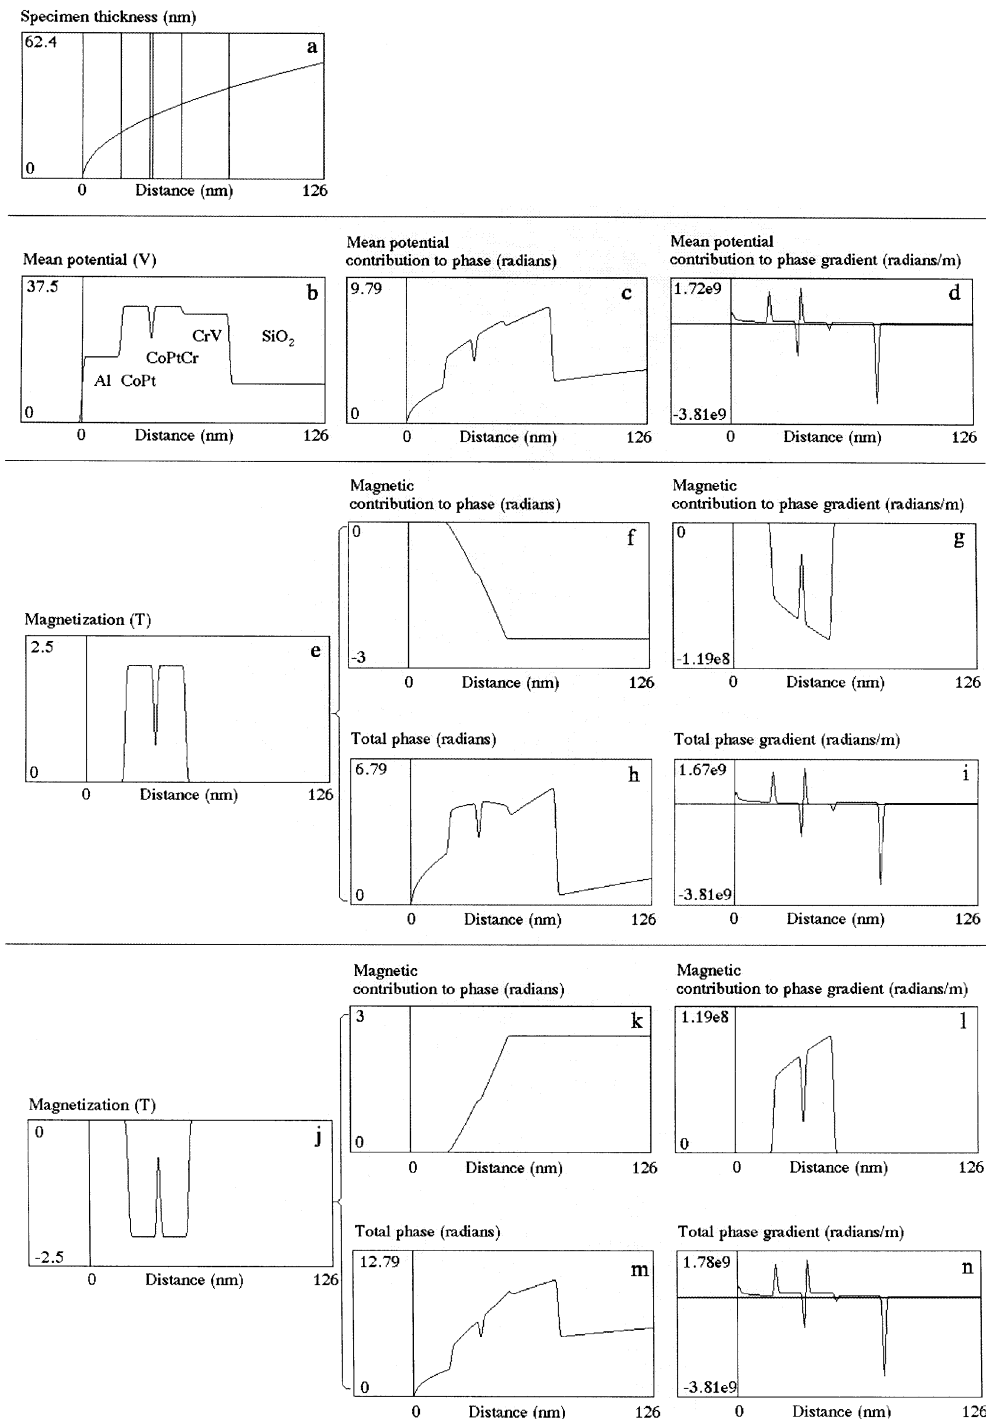 Specimen thickness (nm)
62.4
a
0
0 Distance (nm) 126
Mean potential (V)
37.5
b
CrV
SiO2
CoPtCr
Al CoPt
0
0 Distance (nm) 126
Mean potential
contribution to phase (radians)
9.79
c
0
0 Distance (nm) 126
Mean potential
contribution to phase gradient (radians/m)
1.72e9
d
-3.81e9
0 Distance (nm) 126
Magnetization (T)
2.5
e
0
0 Distance (nm) 126
Magnetic
contribution to phase (radians)
0
f
-3
0 Distance (nm) 126
Magnetic
contribution to phase gradient (radians/m)
0
g
-1.19e8
0 Distance (nm) 126
Total phase (radians)
6.79
h
0
0 Distance (nm) 126
Total phase gradient (radians/m)
1.67e9
i
-3.81e9
0 Distance (nm) 126
Magnetization (T)
0
j
-2.5
0 Distance (nm) 126
Magnetic
contribution to phase (radians)
3
k
0
0 Distance (nm) 126
Magnetic
contribution to phase gradient (radians/m)
1.19e8
l
0
0 Distance (nm) 126
Total phase (radians)
12.79
m
0
0 Distance (nm) 126
Total phase gradient (radians/m)
1.78e9
n
-3.81e9
0 Distance (nm) 126